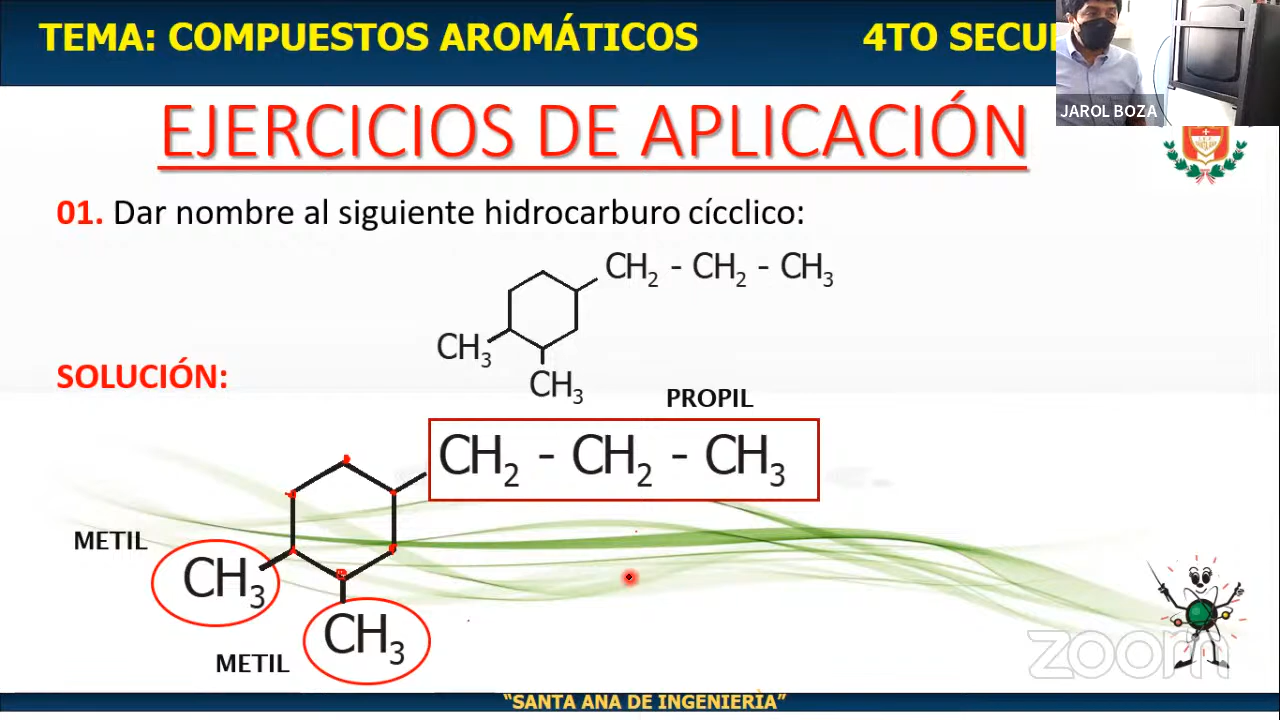 TEMA: COMPUESTOS AROMÁTICOS 4TO SECU
JAROL BOZA
EJERCICIOS DE APLICACIÓN
01. Dar nombre al siguiente hidrocarburo cícclico:
CH2 - CH2 - CH3
CH3
CH3
SOLUCIÓN:
PROPIL
CH2 - CH2 - CH3
METIL
CH3
CH3
METIL
zoom
“SANTA ANA DE INGENIERÌA”